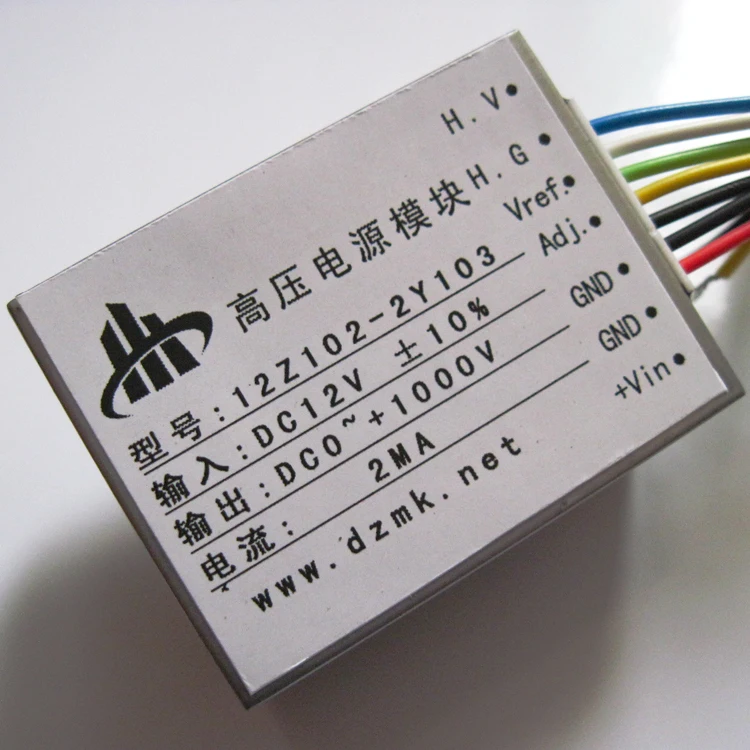 高压电源模块
型号:12Z102-2Y103
输入:DC12V ±10%
输出:DC0~+1000V
电流: 2MA
www.dzmk.net
H.V
H.G
Vref.
Adj.
GND
GND
+Vin